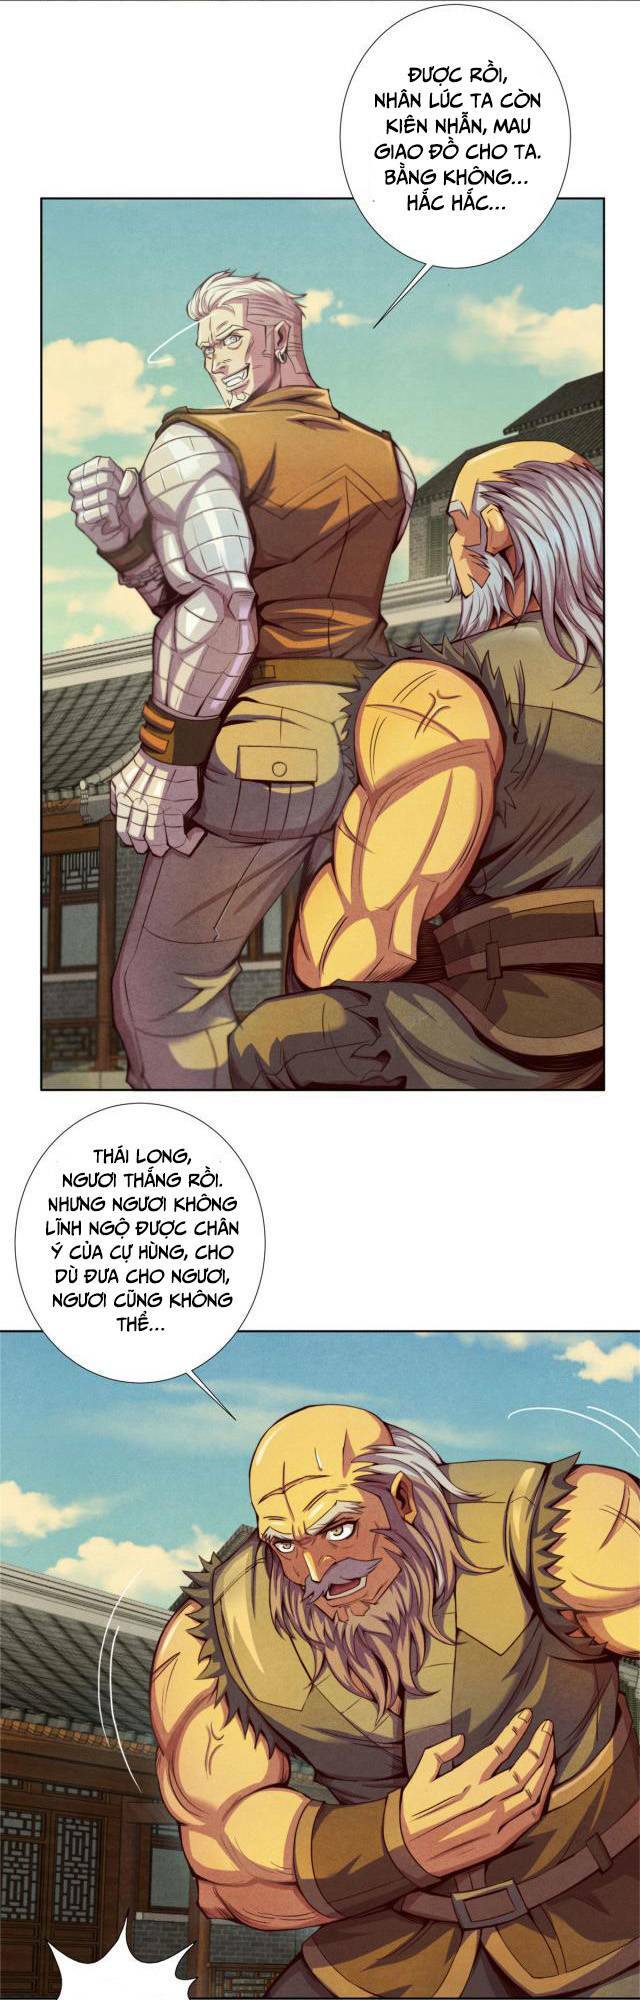 ĐƯỢC RỒI,
NHÂN LÚC TA CÒN
KIÊN NHẪN, MAU
GIAO ĐỒ CHO TA.
BẰNG KHÔNG...
HẮC HẮC...
THÁI LONG,
NGƯƠI THẮNG RỒI.
NHƯNG NGƯƠI KHÔNG
LĨNH NGỘ ĐƯỢC CHÂN
Ý CỦA CỰ HÙNG, CHO
DÙ ĐƯA CHO NGƯƠI,
NGƯƠI CŨNG KHÔNG
THỂ...